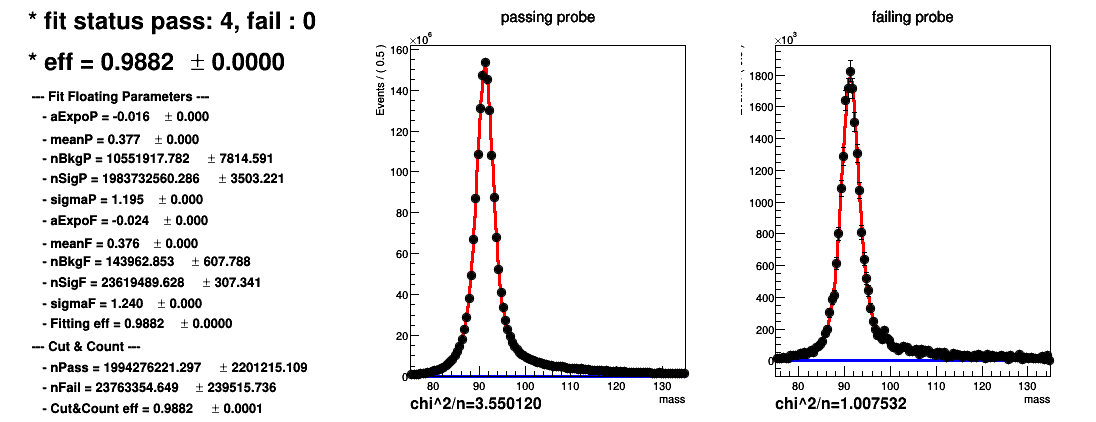 * fit status pass: 4, fail : 0
* eff = 0.9882 ± 0.0000
--- Fit Floating Parameters ---
- aExpoP = -0.016 ± 0.000
- meanP = 0.377 ± 0.000
- nBkgP = 10551917.782 ± 7814.591
- nSigP = 1983732560.286 ± 3503.221
- sigmaP = 1.195 ± 0.000
- aExpoF = -0.024 ± 0.000
- meanF = 0.376 ± 0.000
- nBkgF = 143962.853 ± 607.788
- nSigF = 23619489.628 ± 307.341
- sigmaF = 1.240 ± 0.000
- Fitting eff = 0.9882 ± 0.0000
--- Cut & Count ---
- nPass = 1994276221.297 ± 2201215.109
- nFail = 23763354.649 ± 239515.736
- Cut&Count eff = 0.9882 ± 0.0001
passing probe
×10⁶
Events / ( 0.5 )
160
140
120
100
80
60
40
20
0
80 90 100 110 120 130
mass
chi^2/n=3.550120
failing probe
×10³
1800
1600
1400
1200
1000
800
600
400
200
0
80 90 100 110 120 130
mass
chi^2/n=1.007532